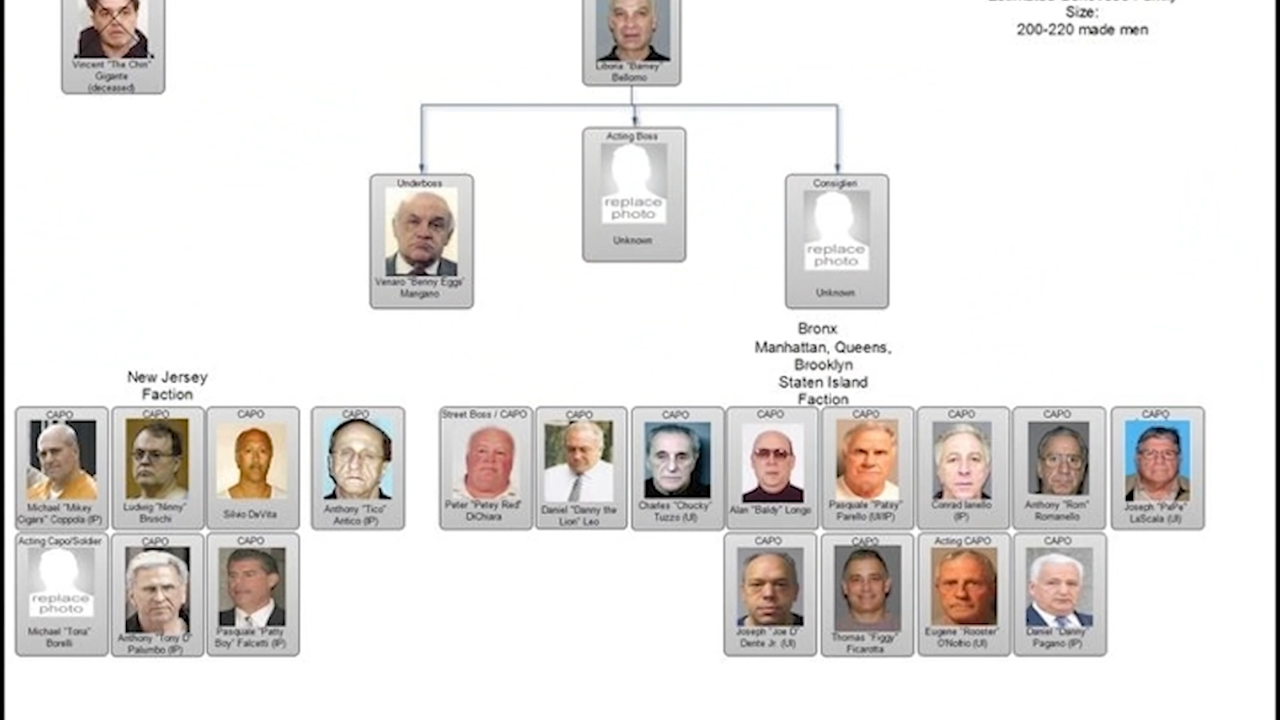 Size:
200-220 made men
Vincent "The Chin"
Gigante
(deceased)
Liborio "Barney"
Bellomo
Acting Boss
replace
photo
Unknown
Underboss
Venaro "Benny Eggs"
Mangano
Consiglieri
replace
photo
Unknown
Bronx
Manhattan, Queens,
Brooklyn
Staten Island
Faction
New Jersey
Faction
CAPO
Michael "Mikey
Cigars" Coppola (IP)
CAPO
Ludwig "Ninny"
Bruschi
CAPO
Silvio DeVita
CAPO
Anthony "Tico"
Antico (IP)
Street Boss / CAPO
Peter "Petey Red"
DiChiara
CAPO
Daniel "Danny the
Lion" Leo
CAPO
Charles "Chucky"
Tuzzo (UI)
CAPO
Alan "Baldy" Longo
CAPO
Pasquale "Patsy"
Parello (UI/IP)
CAPO
Conrad Ianello
(IP)
CAPO
Anthony "Rom"
Romanello
CAPO
Joseph "PePe"
LaScala (UI)
Acting Capo/Soldier
replace
photo
Michael "Tona"
Borelli
CAPO
Anthony "Tony D"
Palumbo (IP)
CAPO
Pasquale "Patty
Boy" Falcetti (IP)
CAPO
Joseph "Joe D"
Dente Jr. (UI)
CAPO
Thomas "Figgy"
Ficarotta
Acting CAPO
Eugene "Rooster"
O'Nofrio (UI)
CAPO
Daniel "Danny"
Pagano (IP)